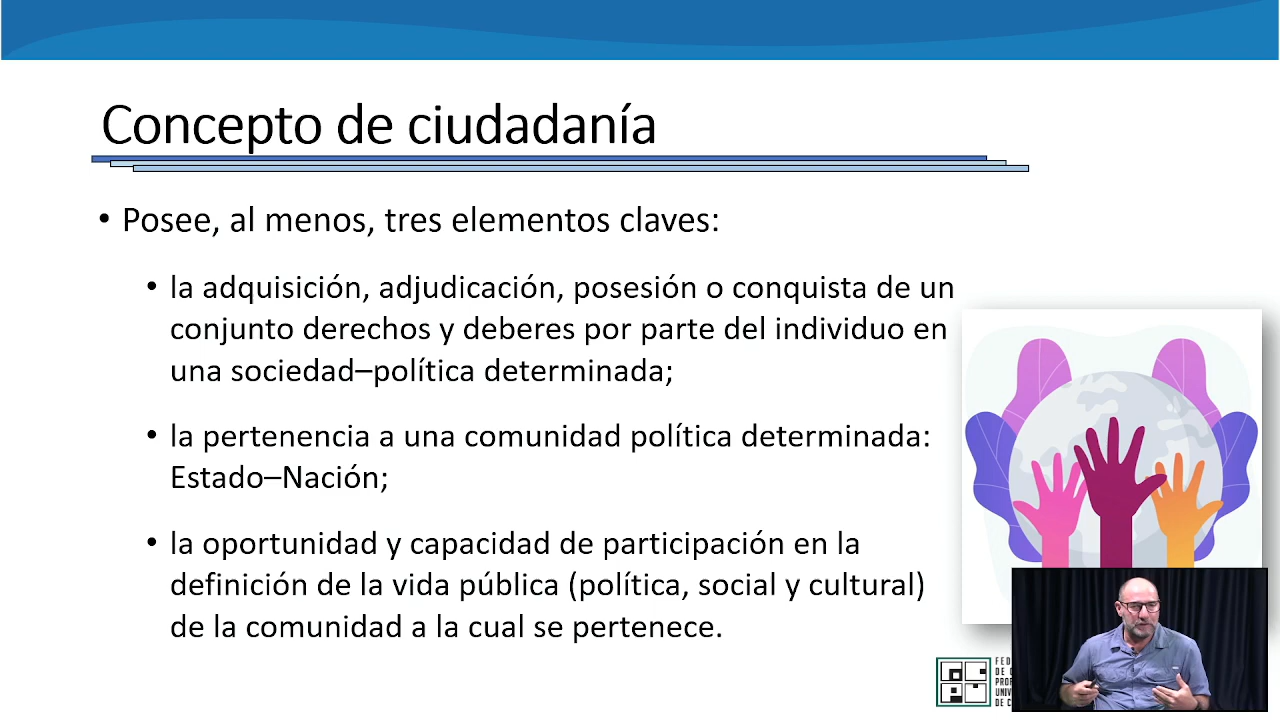 Concepto de ciudadanía
• Posee, al menos, tres elementos claves:
• la adquisición, adjudicación, posesión o conquista de un
conjunto derechos y deberes por parte del individuo en
una sociedad–política determinada;
• la pertenencia a una comunidad política determinada:
Estado–Nación;
• la oportunidad y capacidad de participación en la
definición de la vida pública (política, social y cultural)
de la comunidad a la cual se pertenece.
DE